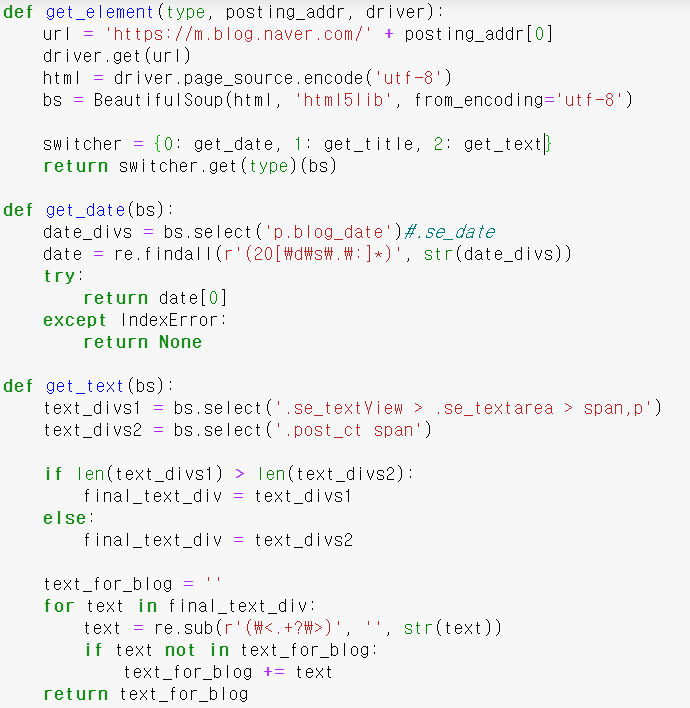 def get_element(type, posting_addr, driver):
    url = 'https://m.blog.naver.com/' + posting_addr[0]
    driver.get(url)
    html = driver.page_source.encode('utf-8')
    bs = BeautifulSoup(html, 'html5lib', from_encoding='utf-8')

    switcher = {0: get_date, 1: get_title, 2: get_text}
    return switcher.get(type)(bs)

def get_date(bs):
    date_divs = bs.select('p.blog_date')#.se_date
    date = re.findall(r'(20[₩d₩s₩.₩:]*)', str(date_divs))
    try:
        return date[0]
    except IndexError:
        return None

def get_text(bs):
    text_divs1 = bs.select('.se_textView > .se_textarea > span,p')
    text_divs2 = bs.select('.post_ct span')

    if len(text_divs1) > len(text_divs2):
        final_text_div = text_divs1
    else:
        final_text_div = text_divs2

    text_for_blog = ''
    for text in final_text_div:
        text = re.sub(r'(₩<.+?₩>)', '', str(text))
        if text not in text_for_blog:
            text_for_blog += text
    return text_for_blog